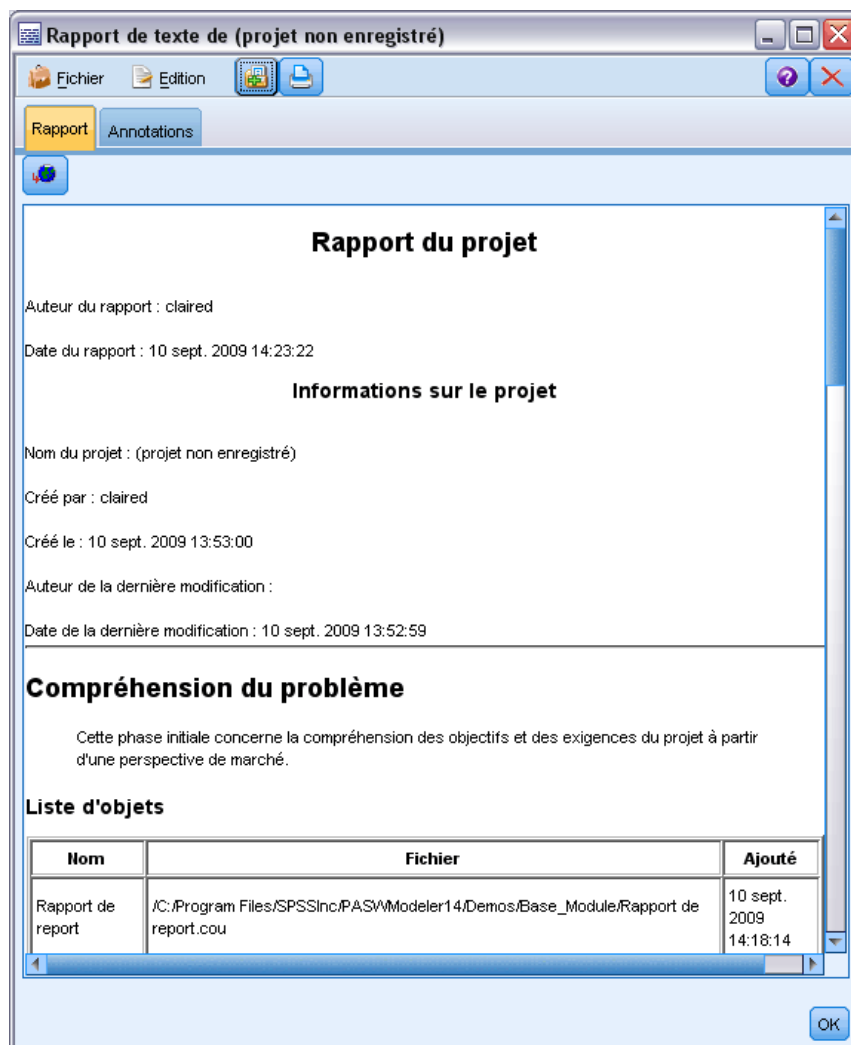 Rapport de texte de (projet non enregistré)
Fichier Edition
Rapport Annotations
Rapport du projet
Auteur du rapport : claired
Date du rapport : 10 sept. 2009 14:23:22
Informations sur le projet
Nom du projet : (projet non enregistré)
Créé par : claired
Créé le : 10 sept. 2009 13:53:00
Auteur de la dernière modification :
Date de la dernière modification : 10 sept. 2009 13:52:59
Compréhension du problème
Cette phase initiale concerne la compréhension des objectifs et des exigences du projet à partir
d'une perspective de marché.
Liste d'objets
Nom Fichier Ajouté
Rapport de
report
/C:/Program Files/SPSSInc/PASWModeler14/Demos/Base_Module/Rapport de
report.cou
10 sept.
2009
14:18:14
OK